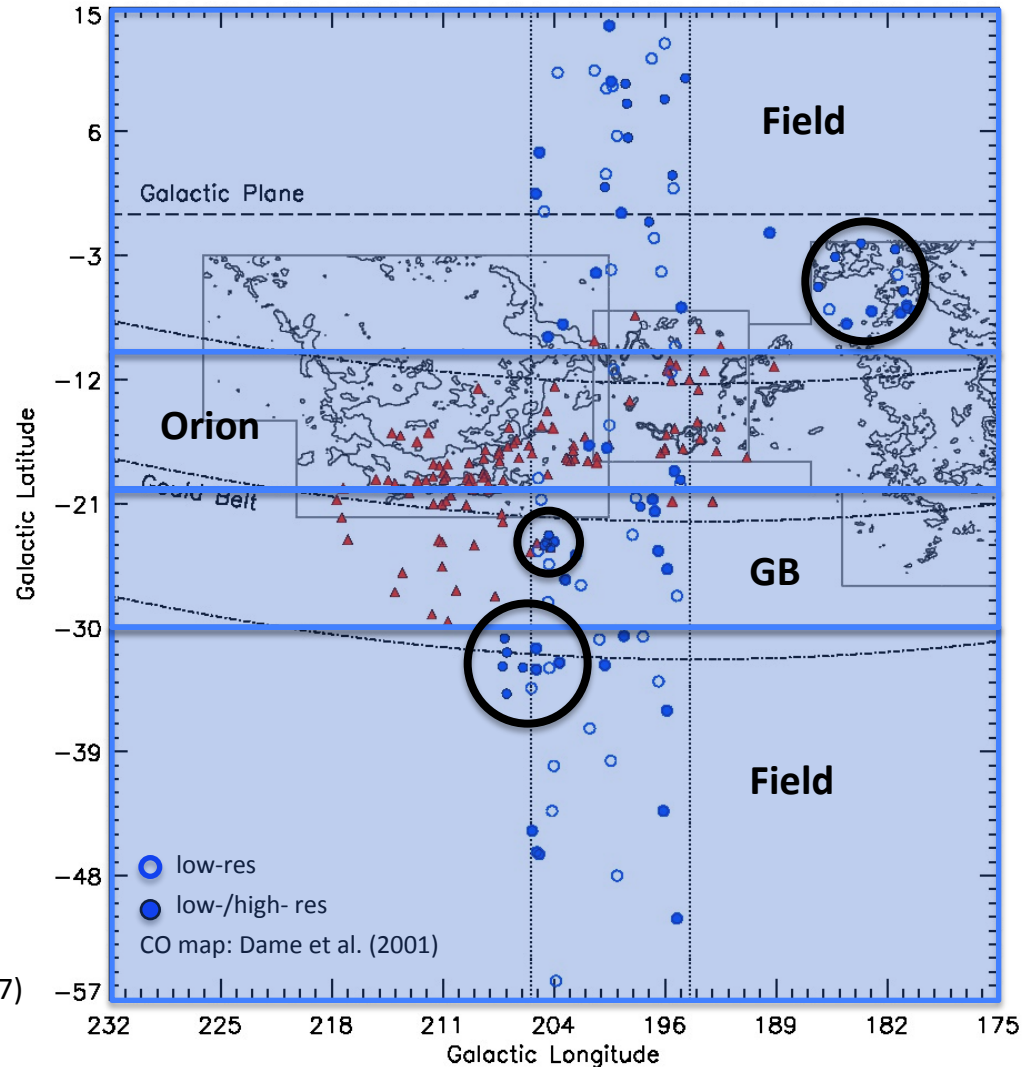 15
6
-3
-12
-21
-30
-39
-48
-57
Galactic Latitude
Field
Galactic Plane
Orion
Gould Belt
GB
Field
low-res
low-/high- res
CO map: Dame et al. (2001)
7)
232 225 218 211 204 196 189 182 175
Galactic Longitude